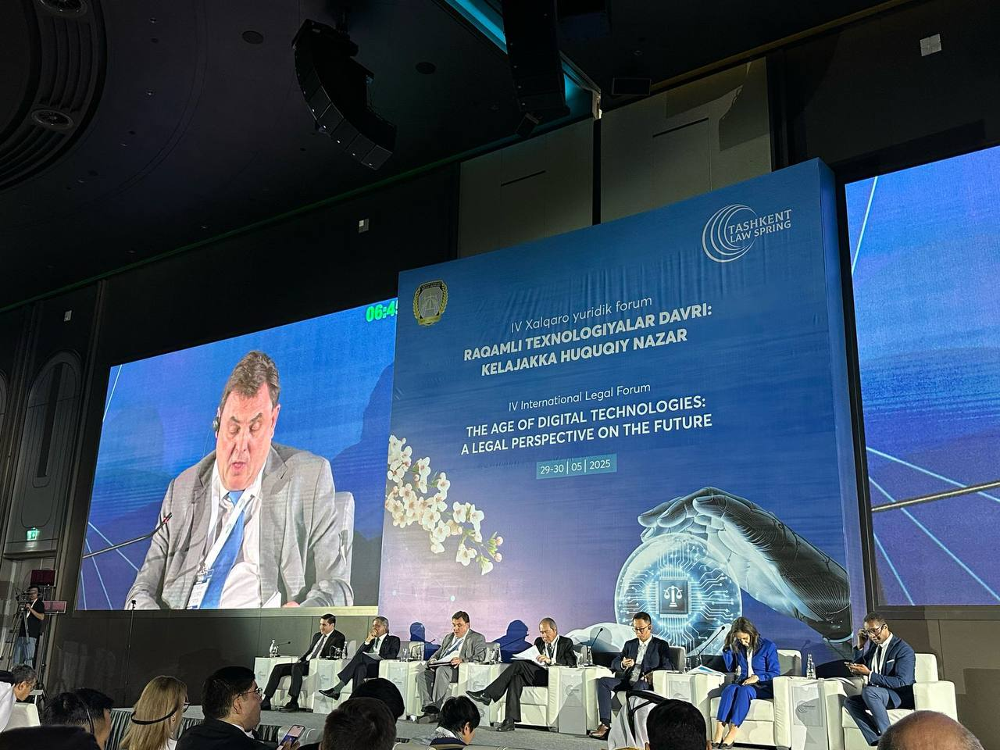 TASHKENT
LAW SPRING
06:4
IV Xalqaro yuridik forum
RAQAMLI TEXNOLOGIYALAR DAVRI:
KELAJAKKA HUQUQIY NAZAR
IV International Legal Forum
THE AGE OF DIGITAL TECHNOLOGIES:
A LEGAL PERSPECTIVE ON THE FUTURE
29-30 | 05 | 2025